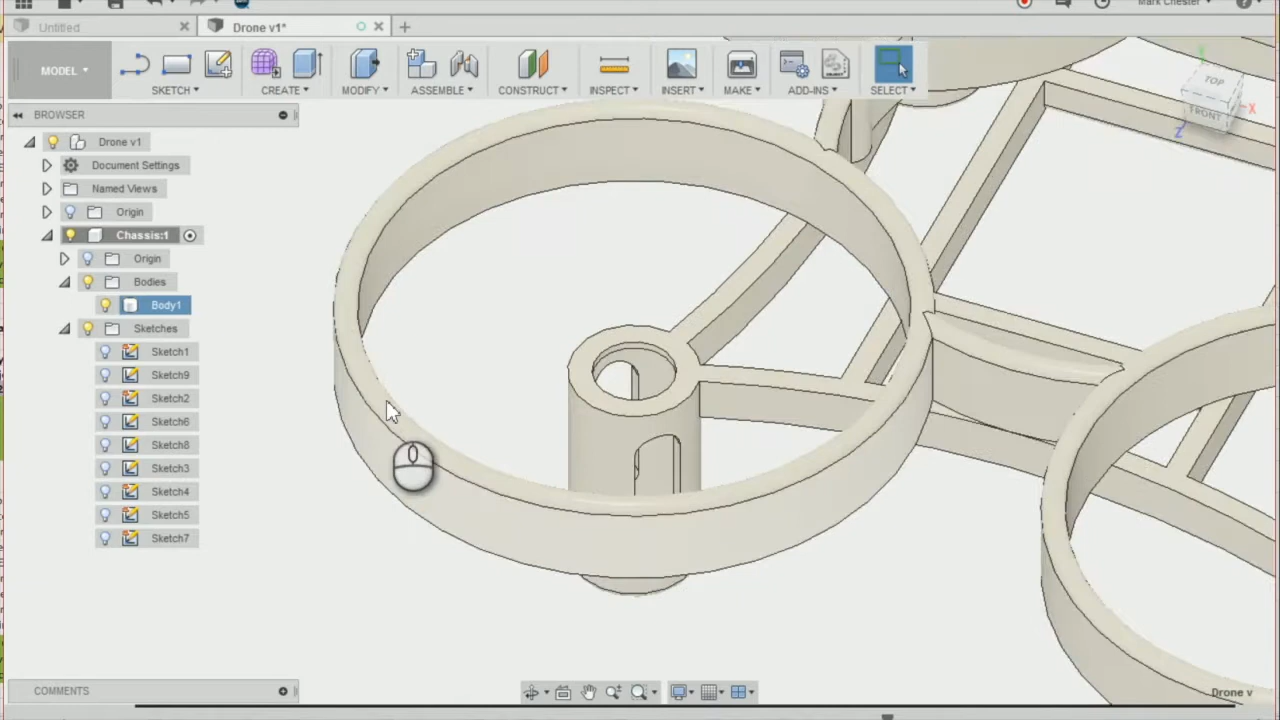 Mark Chester
Untitled
Drone v1*
MODEL
SKETCH
CREATE
MODIFY
ASSEMBLE
CONSTRUCT
INSPECT
INSERT
MAKE
ADD-INS
SELECT
TOP
FRONT
X
Y
Z
BROWSER
Drone v1
Document Settings
Named Views
Origin
Chassis:1
Origin
Bodies
Body1
Sketches
Sketch1
Sketch9
Sketch2
Sketch6
Sketch8
Sketch3
Sketch4
Sketch5
Sketch7
COMMENTS
Drone v